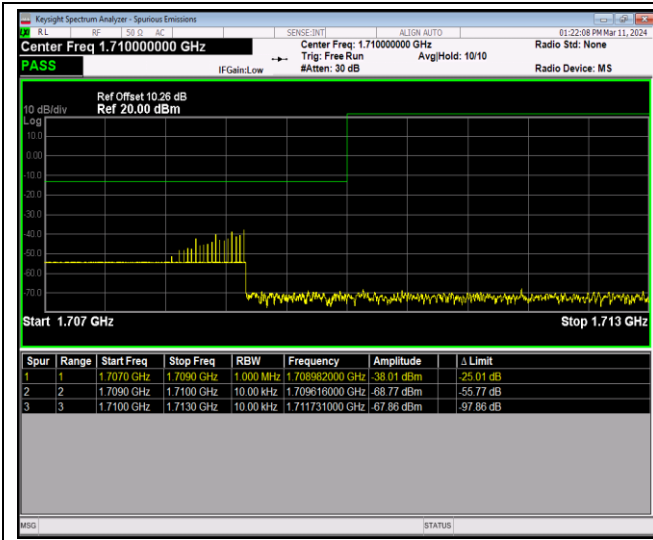 Keysight Spectrum Analyzer - Spurious Emissions
RL RF 50 Ω AC SENSE:INT ALIGN AUTO 01:22:08 PM Mar 11, 2024
Center Freq 1.710000000 GHz Center Freq: 1.710000000 GHz Radio Std: None
Trig: Free Run Avg|Hold: 10/10
PASS IFGain:Low #Atten: 30 dB Radio Device: MS
Ref Offset 10.26 dB
10 dB/div Ref 20.00 dBm
Log
10.0
0.00
-10.0
-20.0
-30.0
-40.0
-50.0
-60.0
-70.0
Start 1.707 GHz Stop 1.713 GHz
Spur Range Start Freq Stop Freq RBW Frequency Amplitude Δ Limit
1 1 1.7070 GHz 1.7090 GHz 1.000 MHz 1.708982000 GHz -38.01 dBm -25.01 dB
2 2 1.7090 GHz 1.7100 GHz 10.00 kHz 1.709616000 GHz -68.77 dBm -55.77 dB
3 3 1.7100 GHz 1.7130 GHz 10.00 kHz 1.711731000 GHz -67.86 dBm -97.86 dB
MSG STATUS